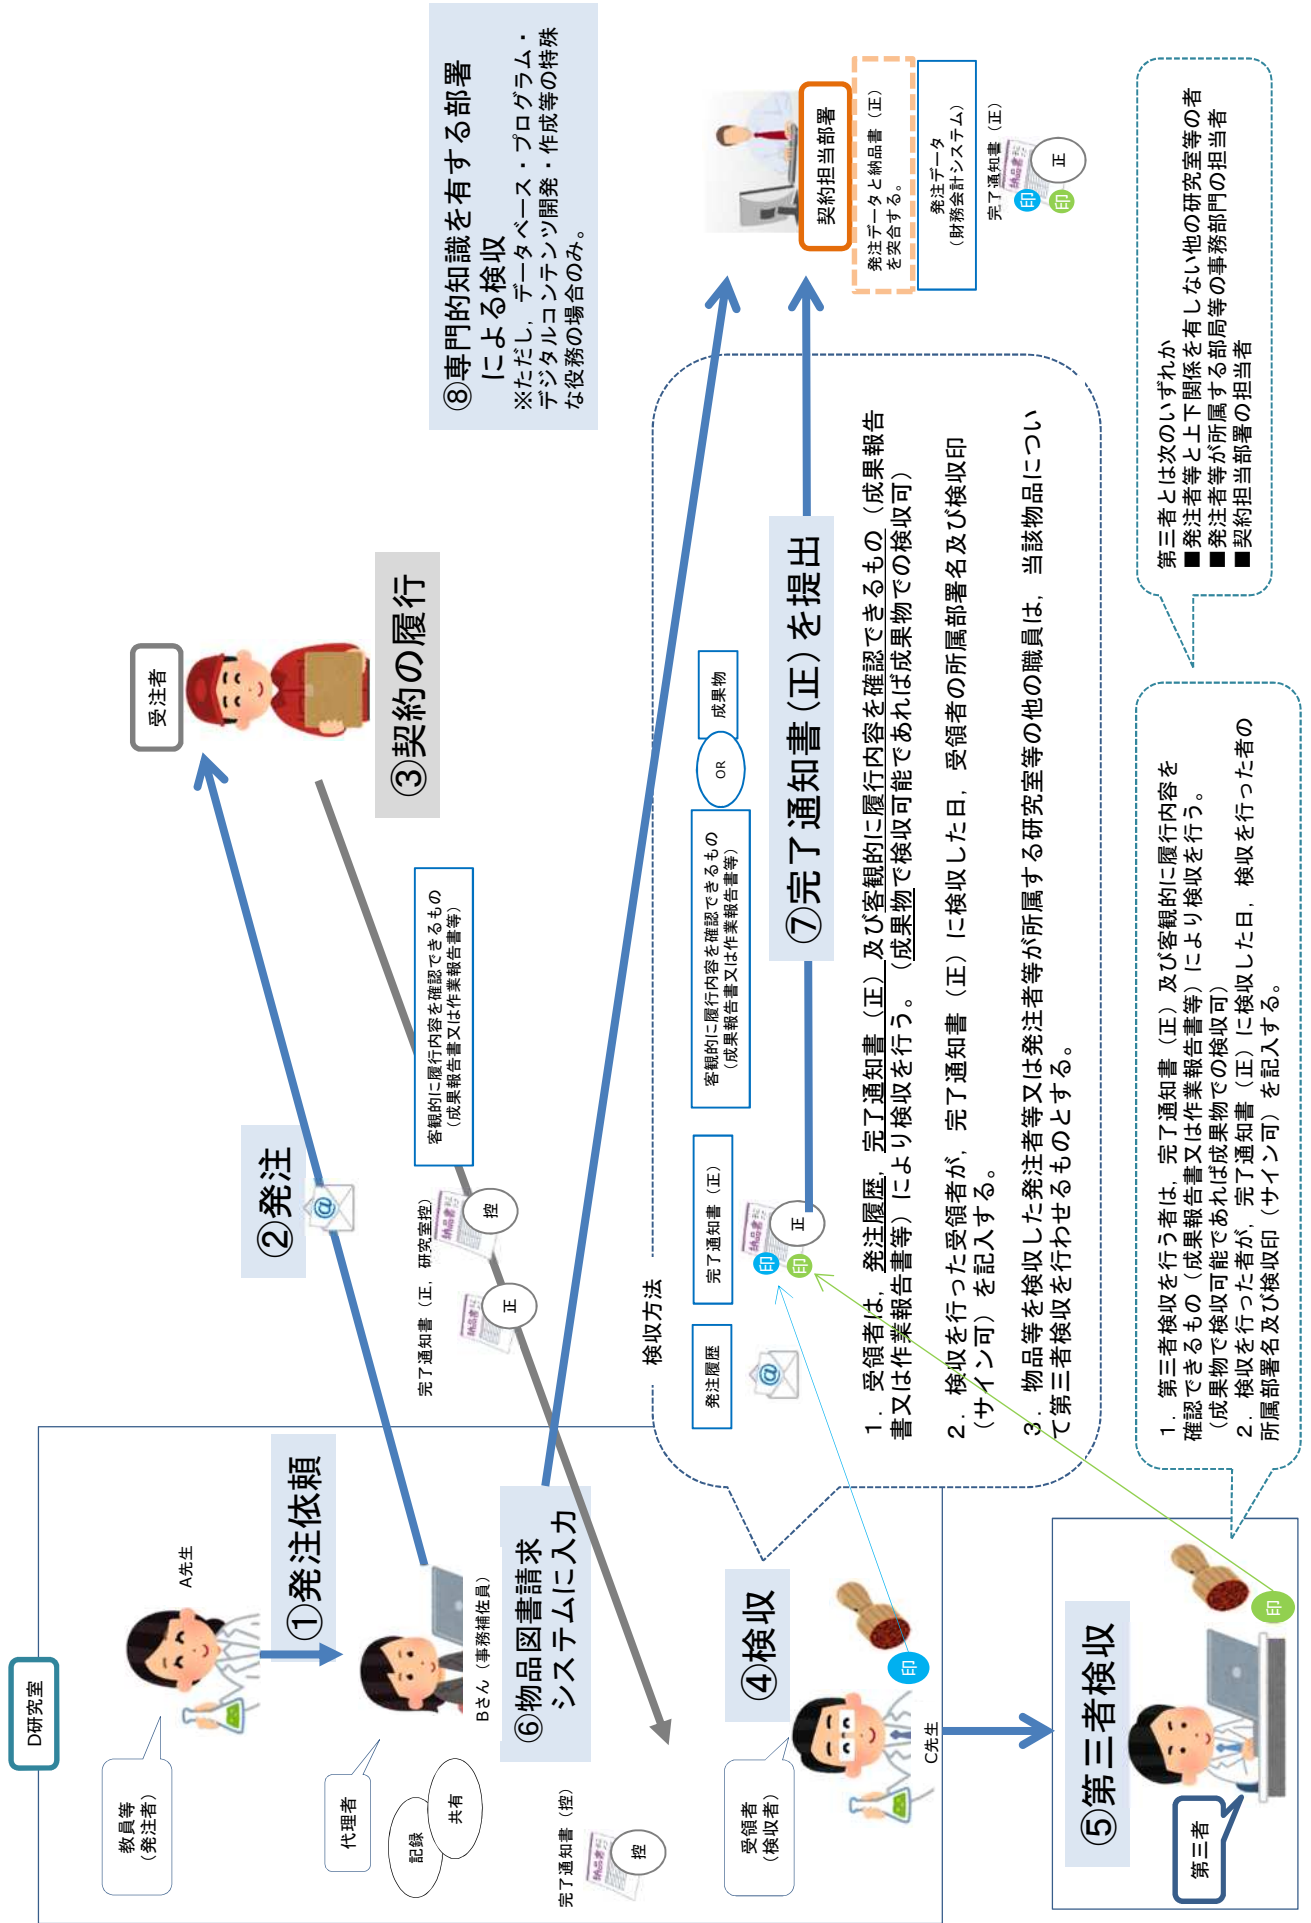 D研究室
教員等
（発注者）
A先生
①発注依頼
代理者
記録
共有
Bさん（事務補佐員）
②発注
受注者
③契約の履行
客観的に履行内容を確認できるもの
（成果報告書又は作業報告書等）
完了通知書（正，研究室控）
納品書
控
納品書
正
⑥物品図書請求
システムに入力
完了通知書（控）
納品書
控
受領者
（検収者）
④検収
C先生
印
検収方法
発注履歴
完了通知書（正）
納品書
正
印
印
客観的に履行内容を確認できるもの
（成果報告書又は作業報告書等）
OR
成果物
⑦完了通知書（正）を提出
１．受領者は，発注履歴，完了通知書（正）及び客観的に履行内容を確認できるもの（成果報告
書又は作業報告書等）により検収を行う。（成果物で検収可能であれば成果物での検収可）
２．検収を行った受領者が，完了通知書（正）に検収した日，受領者の所属部署名及び検収印
（サイン可）を記入する。
３．物品等を検収した発注者等又は発注者等が所属する研究室等の他の職員は，当該物品につい
て第三者検収を行わせるものとする。
⑧専門的知識を有する部署
による検収
※ただし，データベース・プログラム・
デジタルコンテンツ開発・作成等の特殊
な役務の場合のみ。
契約担当部署
発注データと納品書（正）
を突合する。
発注データ
（財務会計システム）
完了通知書（正）
納品書
印
印
正
⑤第三者検収
第三者
印
１．第三者検収を行う者は，完了通知書（正）及び客観的に履行内容を
確認できるもの（成果報告書又は作業報告書等）により検収を行う。
（成果物で検収可能であれば成果物での検収可）
２．検収を行った者が，完了通知書（正）に検収した日，検収を行った者の
所属部署名及び検収印（サイン可）を記入する。
第三者とは次のいずれか
■発注者等と上下関係を有しない他の研究室等の者
■発注者等が所属する部局等の事務部門の担当者
■契約担当部署の担当者